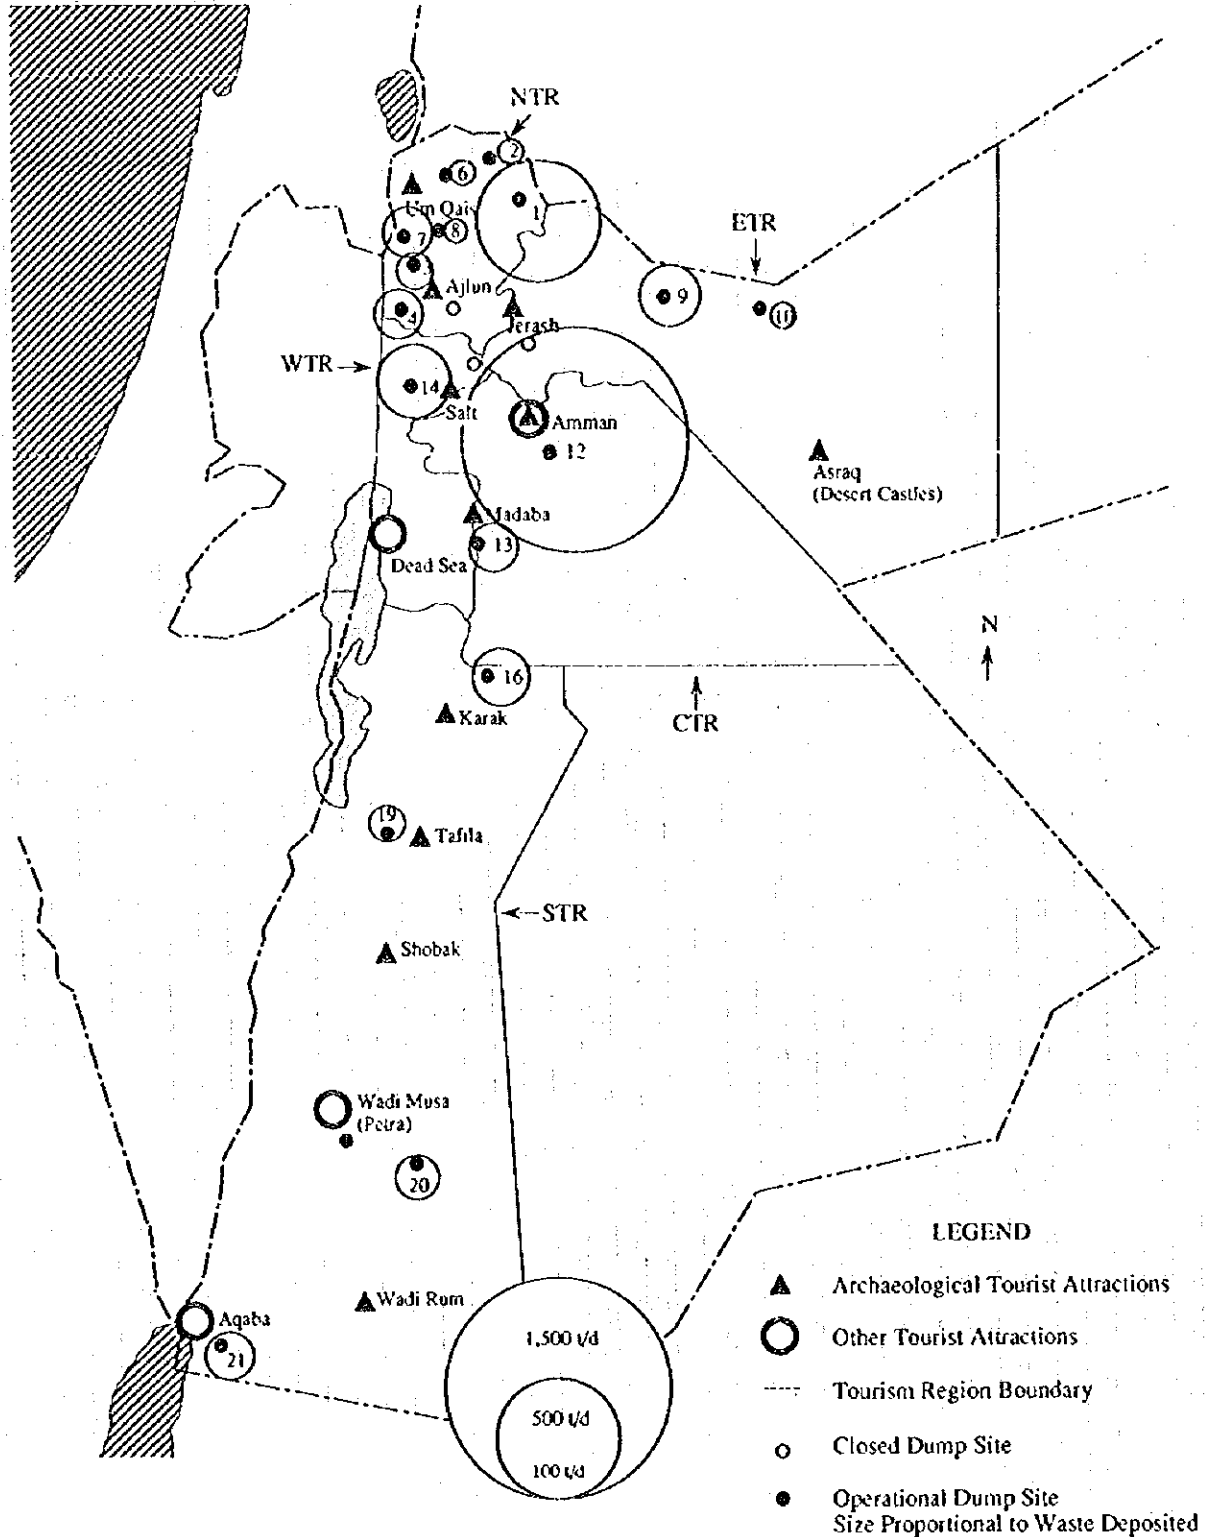 NTR
2
6
1
Um Qais
7
8
ETR
Ajlun
9
11
4
Jerash
WTR
14
Salt
Amman
12
Asraq
(Desert Castles)
Madaba
13
Dead Sea
N
16
Karak
CTR
19
Tafila
STR
Shobak
Wadi Musa
(Petra)
20
LEGEND
Archaeological Tourist Attractions
Wadi Rum
Aqaba
1,500 t/d
Other Tourist Attractions
21
Tourism Region Boundary
500 t/d
Closed Dump Site
100 t/d
Operational Dump Site
Size Proportional to Waste Deposited